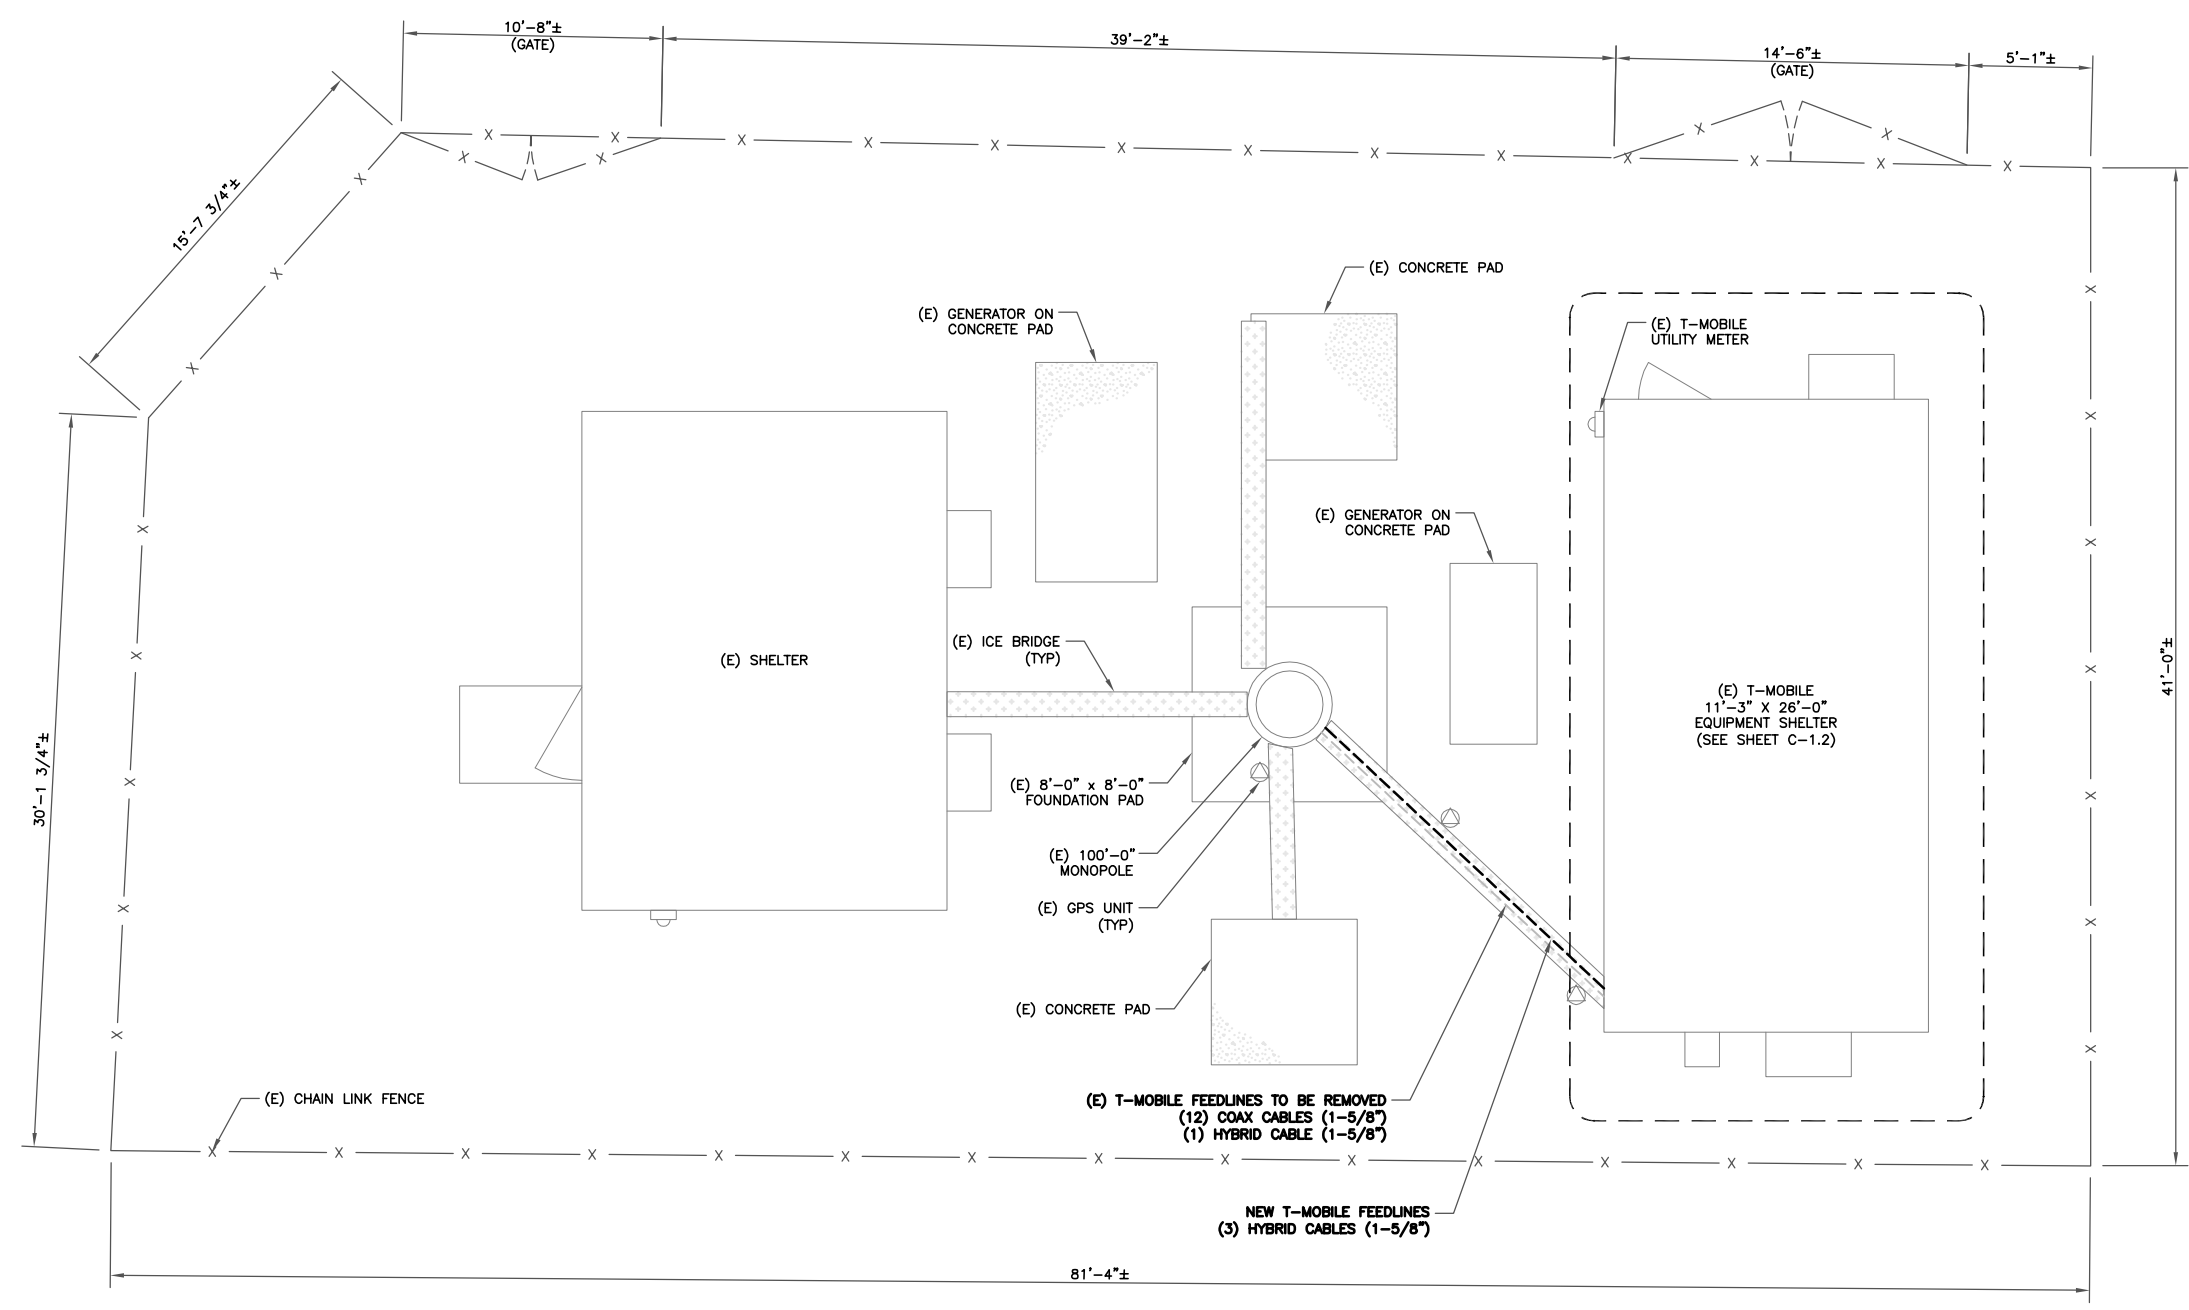 10'-8"±
(GATE)
39'-2"±
14'-6"±
(GATE)
5'-1"±
15'-7 3/4"±
(E) CONCRETE PAD
(E) GENERATOR ON
CONCRETE PAD
(E) T-MOBILE
UTILITY METER
(E) GENERATOR ON
CONCRETE PAD
(E) ICE BRIDGE
(TYP)
(E) SHELTER
41'-0"±
(E) T-MOBILE
11'-3" X 26'-0"
EQUIPMENT SHELTER
(SEE SHEET C-1.2)
30'-1 3/4"±
(E) 8'-0" x 8'-0"
FOUNDATION PAD
(E) 100'-0"
MONOPOLE
(E) GPS UNIT
(TYP)
(E) CONCRETE PAD
(E) CHAIN LINK FENCE
(E) T-MOBILE FEEDLINES TO BE REMOVED
(12) COAX CABLES (1-5/8")
(1) HYBRID CABLE (1-5/8")
NEW T-MOBILE FEEDLINES
(3) HYBRID CABLES (1-5/8")
81'-4"±